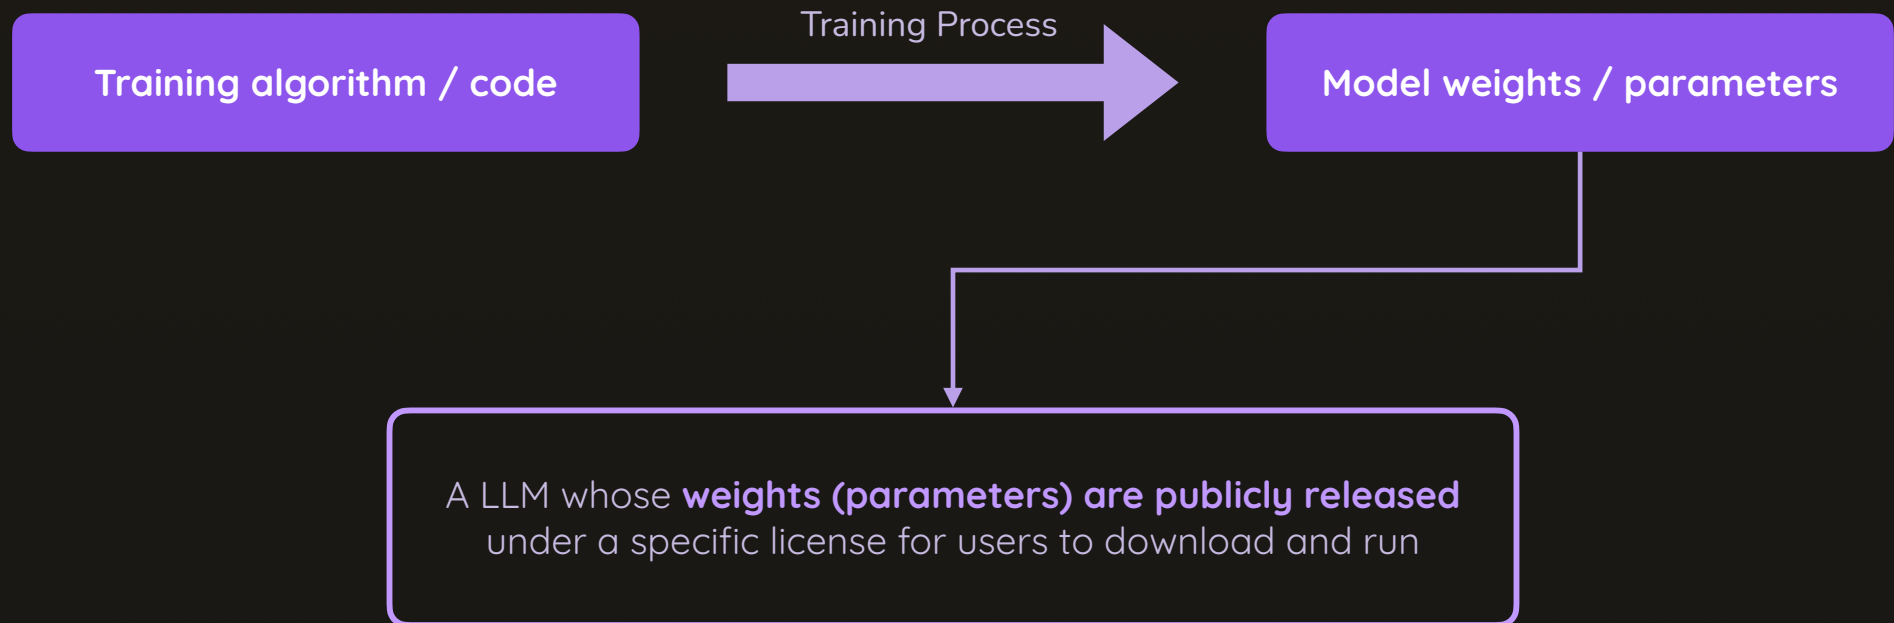 Training Process
Training algorithm / code
Model weights / parameters
A LLM whose weights (parameters) are publicly released
under a specific license for users to download and run